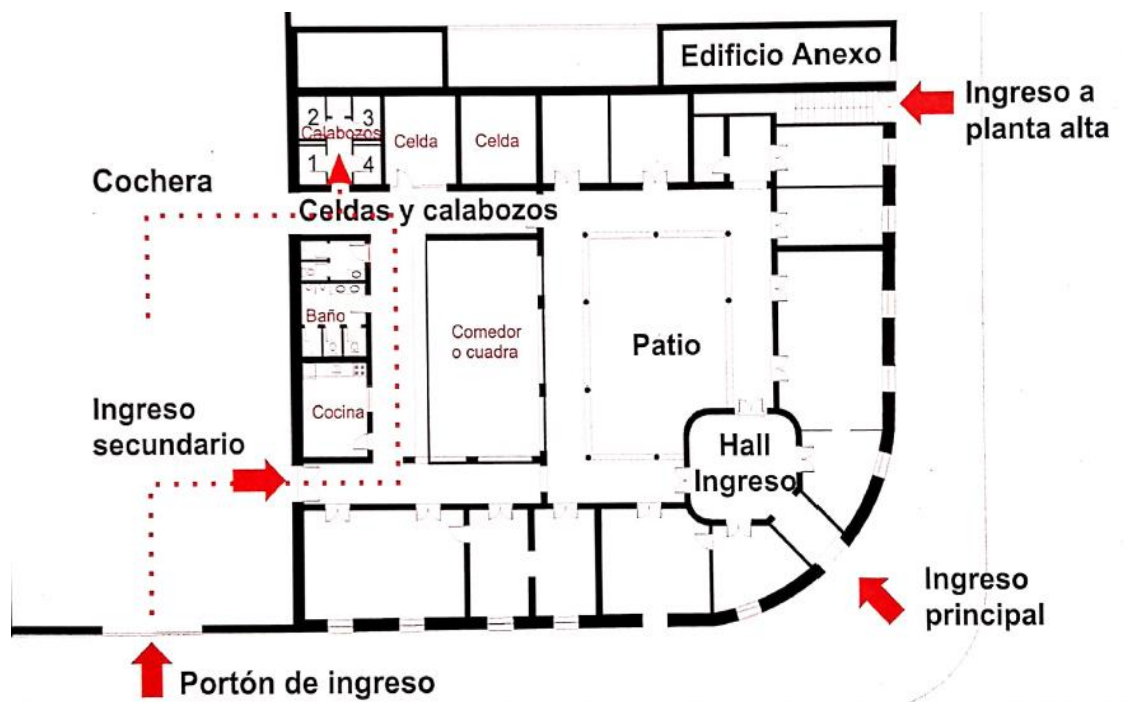 Edificio Anexo
Ingreso a
planta alta
2
3
Calabozos
1
4
Celda
Celda
Cochera
Celdas y calabozos
Baño
Comedor
o cuadra
Patio
Cocina
Ingreso
secundario
Hall
Ingreso
Ingreso
principal
Portón de ingreso